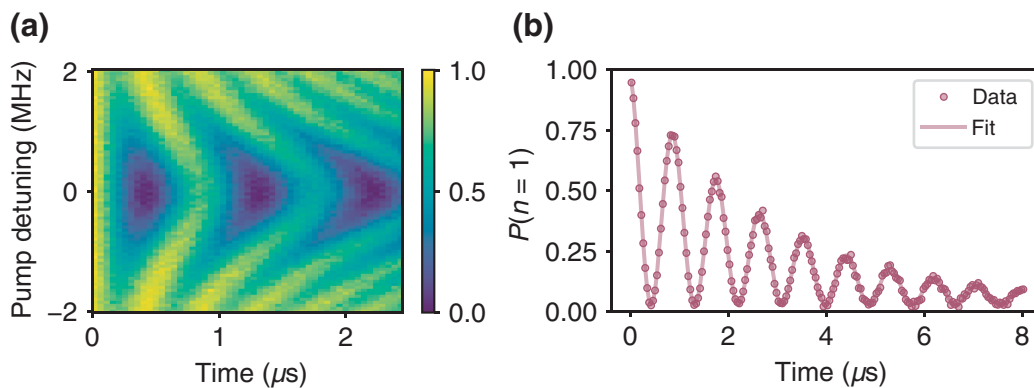 (a)
Pump detuning (MHz)
2
0
−2
0
1
2
Time (µs)
1.0
0.5
0.0
(b)
P(n = 1)
1.00
0.75
0.50
0.25
0.00
0
2
4
6
8
Time (µs)
Data
Fit